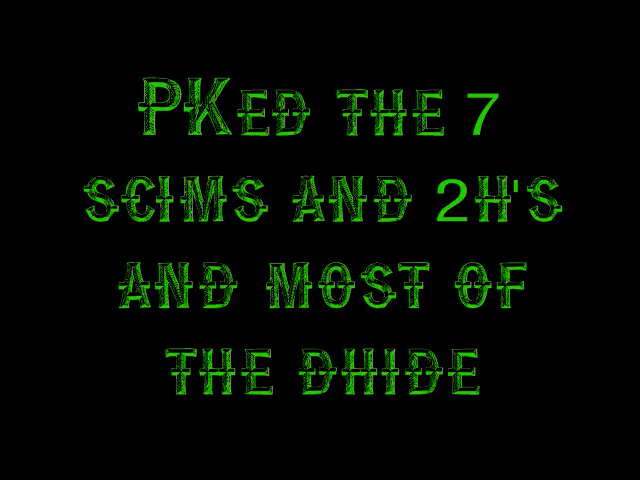 PKED THE 7
SCIMS AND 2H'S
AND MOST OF
THE DHIDE